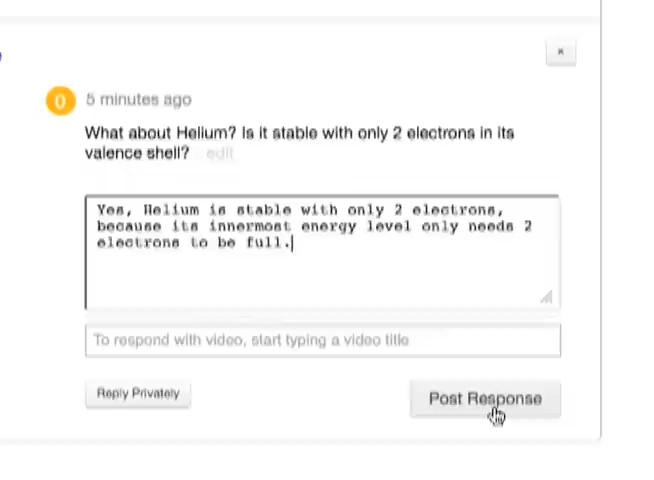 ×
0 5 minutes ago
What about Helium? Is it stable with only 2 electrons in its
valence shell? edit
Yes, Helium is stable with only 2 electrons,
because its innermost energy level only needs 2
electrons to be full.
To respond with video, start typing a video title
Reply Privately
Post Response